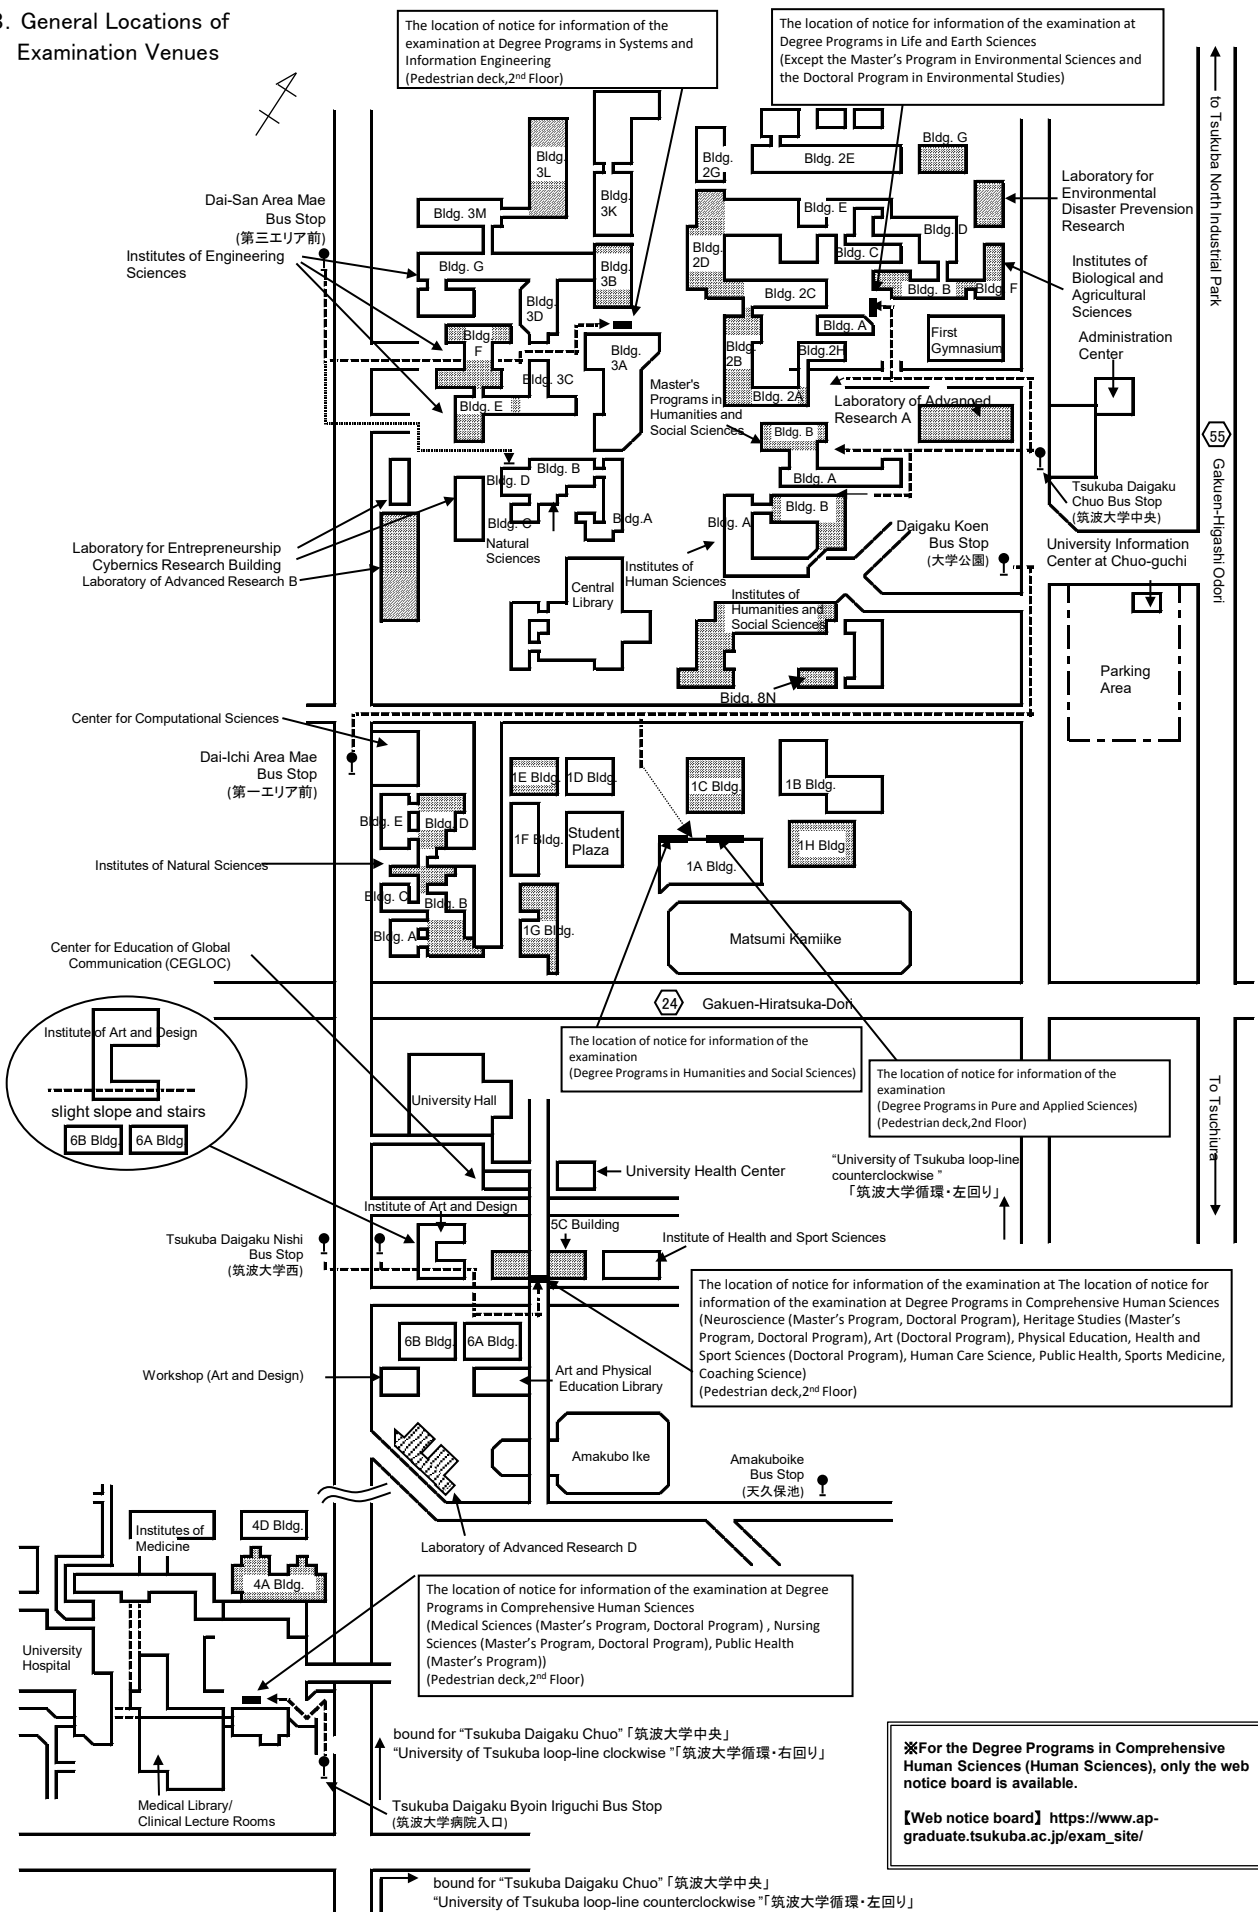 3. General Locations of
Examination Venues
The location of notice for information of the
examination at Degree Programs in Systems and
Information Engineering
(Pedestrian deck,2nd Floor)
The location of notice for information of the examination at
Degree Programs in Life and Earth Sciences
(Except the Master's Program in Environmental Sciences and
the Doctoral Program in Environmental Studies)
to Tsukuba North Industrial Park
Bldg.
3L
Bldg.
3K
Bldg. 3M
Bldg.
2G
Bldg. 2E
Bldg. G
Laboratory for
Environmental
Disaster Prevention
Research
Dai-San Area Mae
Bus Stop
(第三エリア前)
Institutes of Engineering
Sciences
Bldg. G
Bldg.
3B
Bldg.
3D
Bldg. E
Bldg. D
Bldg.
2D
Bldg. C
Bldg. B
Bldg. F
Institutes of
Biological and
Agricultural
Sciences
Bldg. 2C
Bldg. A
First
Gymnasium
Administration
Center
Bldg.
F
Bldg.
3A
Bldg. 3C
Bldg. E
Bldg.
2B
Bldg.2H
Bldg. 2A
Master's
Programs in
Humanities and
Social Sciences
Laboratory of Advanced
Research A
55
Gakuen-Higashi Odori
Bldg. B
Bldg. A
Bldg. B
Bldg. D
Bldg. C
Bldg.A
Natural
Sciences
Tsukuba Daigaku
Chuo Bus Stop
(筑波大学中央)
Bldg. B
Bldg. A
Daigaku Koen
Bus Stop
(大学公園)
University Information
Center at Chuo-guchi
Laboratory for Entrepreneurship
Cybernics Research Building
Laboratory of Advanced Research B
Institutes of
Human Sciences
Central
Library
Institutes of
Humanities and
Social Sciences
Parking
Area
Bldg. 8N
Center for Computational Sciences
Dai-Ichi Area Mae
Bus Stop
(第一エリア前)
1E Bldg.
1D Bldg.
1C Bldg.
1B Bldg.
Bldg. E
Bldg. D
1F Bldg.
Student
Plaza
1A Bldg.
1H Bldg.
Institutes of Natural Sciences
Bldg. C
Bldg. B
Bldg. A
1G Bldg.
Matsumi Kamiike
Center for Education of Global
Communication (CEGLOC)
24
Gakuen-Hiratsuka-Dori
Institute of Art and Design
slight slope and stairs
6B Bldg.
6A Bldg.
The location of notice for information of the
examination
(Degree Programs in Humanities and Social Sciences)
The location of notice for information of the
examination
(Degree Programs in Pure and Applied Sciences)
(Pedestrian deck,2nd Floor)
To Tsuchiura
University Hall
University Health Center
"University of Tsukuba loop-line
counterclockwise "
「筑波大学循環・左回り」
Institute of Art and Design
5C Building
Institute of Health and Sport Sciences
Tsukuba Daigaku Nishi
Bus Stop
(筑波大学西)
The location of notice for information of the examination at The location of notice for
information of the examination at Degree Programs in Comprehensive Human Sciences
(Neuroscience (Master's Program, Doctoral Program), Heritage Studies (Master's
Program, Doctoral Program), Art (Doctoral Program), Physical Education, Health and
Sport Sciences (Doctoral Program), Human Care Science, Public Health, Sports Medicine,
Coaching Science)
(Pedestrian deck,2nd Floor)
6B Bldg.
6A Bldg.
Workshop (Art and Design)
Art and Physical
Education Library
Amakubo Ike
Amakuboike
Bus Stop
(天久保池)
Laboratory of Advanced Research D
Institutes of
Medicine
4D Bldg.
4A Bldg.
The location of notice for information of the examination at Degree
Programs in Comprehensive Human Sciences
(Medical Sciences (Master's Program, Doctoral Program) , Nursing
Sciences (Master's Program, Doctoral Program), Public Health
(Master's Program))
(Pedestrian deck,2nd Floor)
University
Hospital
bound for "Tsukuba Daigaku Chuo" 「筑波大学中央」
"University of Tsukuba loop-line clockwise "「筑波大学循環・右回り」
Medical Library/
Clinical Lecture Rooms
Tsukuba Daigaku Byoin Iriguchi Bus Stop
(筑波大学病院入口)
※For the Degree Programs in Comprehensive
Human Sciences (Human Sciences), only the web
notice board is available.
【Web notice board】https://www.ap-
graduate.tsukuba.ac.jp/exam_site/
bound for "Tsukuba Daigaku Chuo" 「筑波大学中央」
"University of Tsukuba loop-line counterclockwise "「筑波大学循環・左回り」